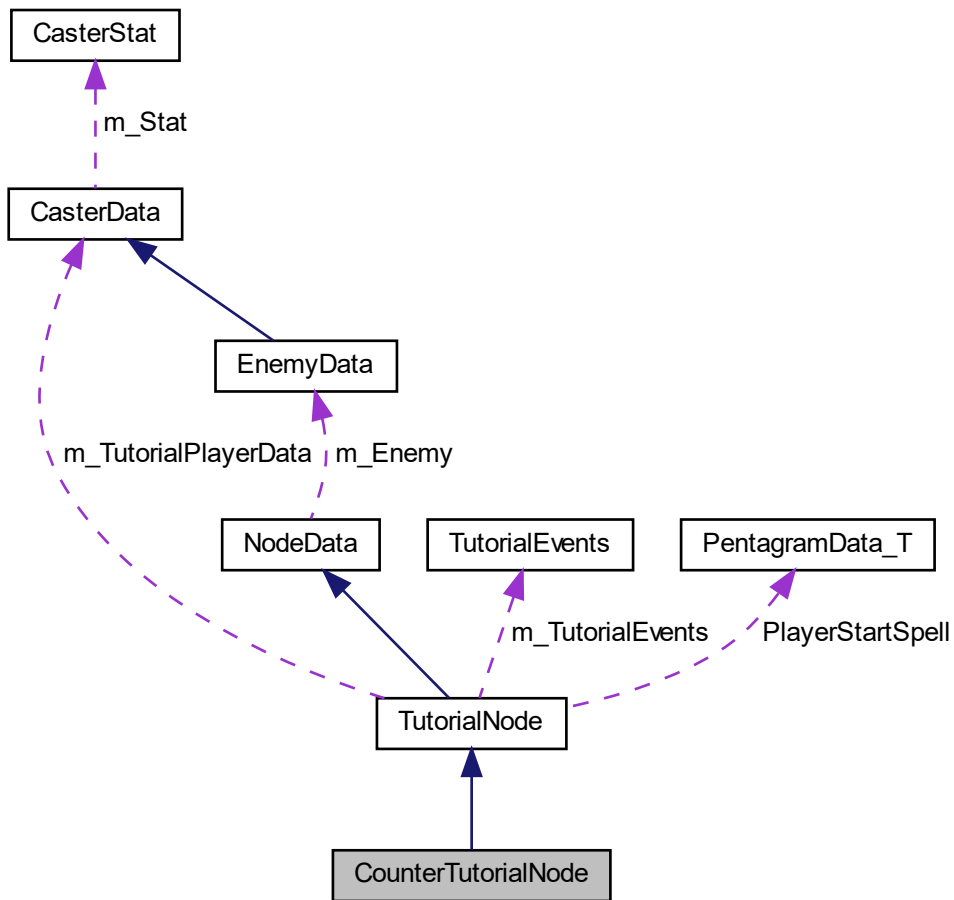 CasterStat
m_Stat
CasterData
EnemyData
m_TutorialPlayerData
m_Enemy
NodeData
TutorialEvents
PentagramData_T
m_TutorialEvents
PlayerStartSpell
TutorialNode
CounterTutorialNode